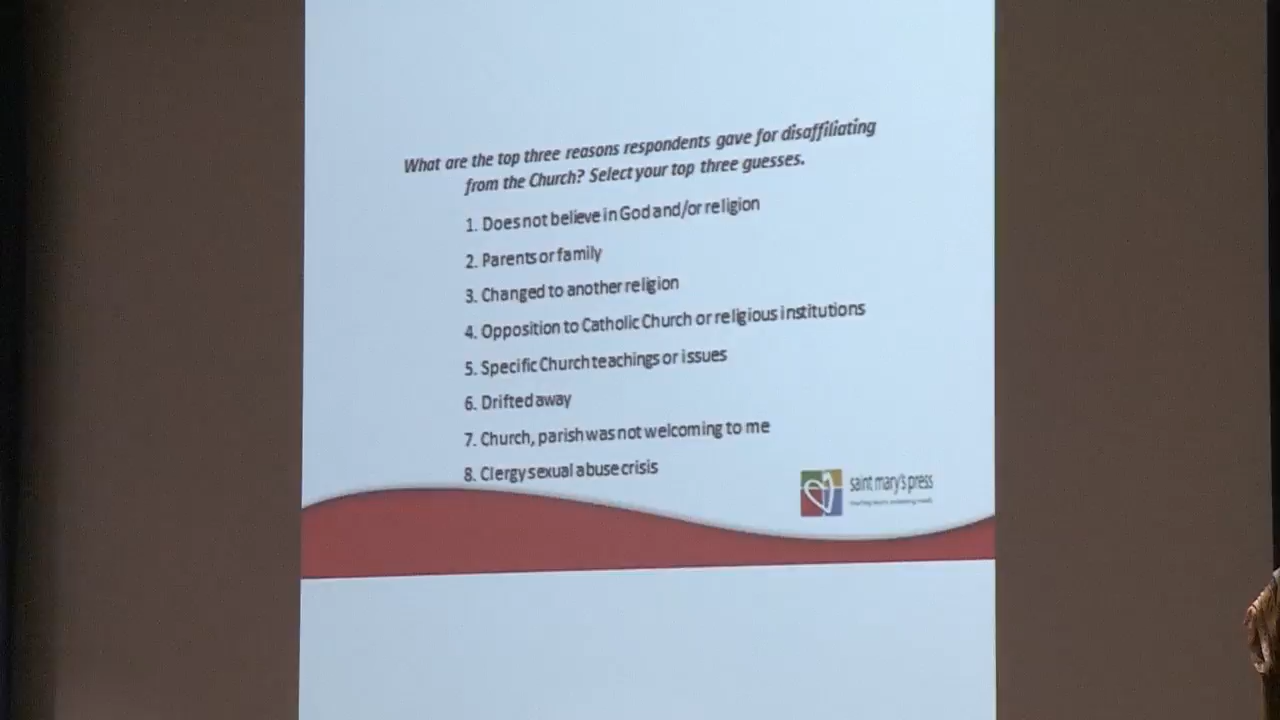 What are the top three reasons respondents gave for disaffiliating
from the Church? Select your top three guesses.
1. Does not believe in God and/or religion
2. Parents or family
3. Changed to another religion
4. Opposition to Catholic Church or religious institutions
5. Specific Church teachings or issues
6. Drifted away
7. Church, parish was not welcoming to me
8. Clergy sexual abuse crisis
saint mary's press